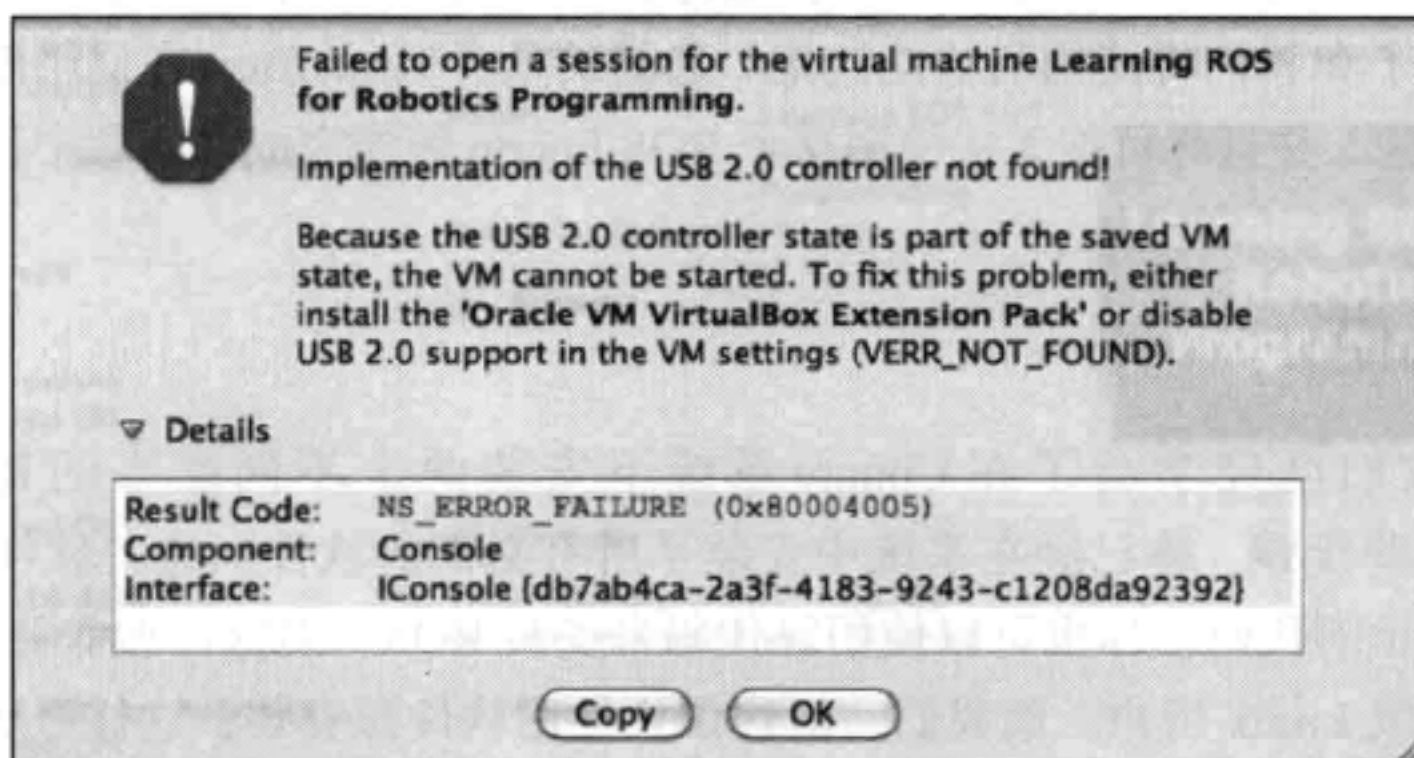 Failed to open a session for the virtual machine Learning ROS
for Robotics Programming.
Implementation of the USB 2.0 controller not found!
Because the USB 2.0 controller state is part of the saved VM
state, the VM cannot be started. To fix this problem, either
install the 'Oracle VM VirtualBox Extension Pack' or disable
USB 2.0 support in the VM settings (VERR_NOT_FOUND).
Details
Result Code: NS_ERROR_FAILURE (0x80004005)
Component: Console
Interface: IConsole {db7ab4ca-2a3f-4183-9243-c1208da92392}
Copy OK